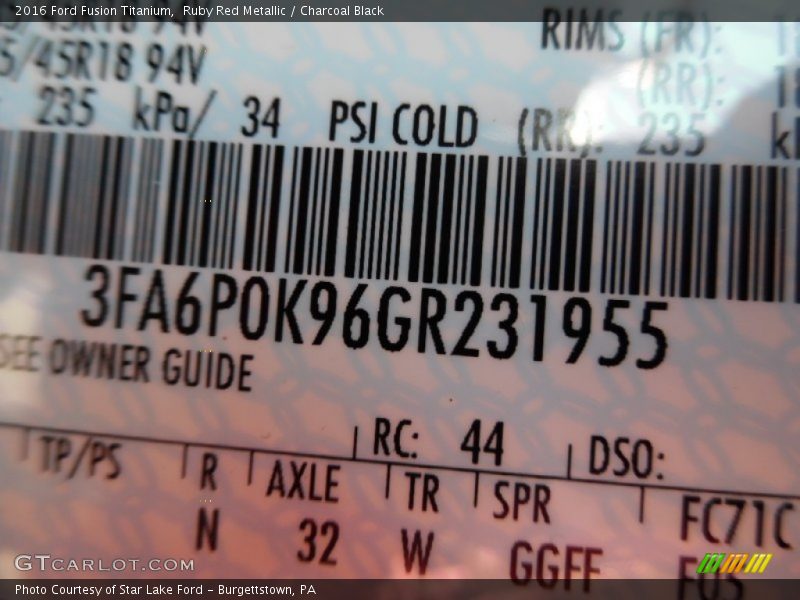 2016 Ford Fusion Titanium, Ruby Red Metallic / Charcoal Black
RIMS (FR):
5/45R18 94V
(RR):
235 kPa/ 34 PSI COLD (RR): 235
3FA6P0K96GR231955
SEE OWNER GUIDE
RC: 44 DSO:
TP/PS R AXLE TR SPR FC71C
N 32 W GGFF
GTCARLOT.COM
Photo Courtesy of Star Lake Ford - Burgettstown, PA